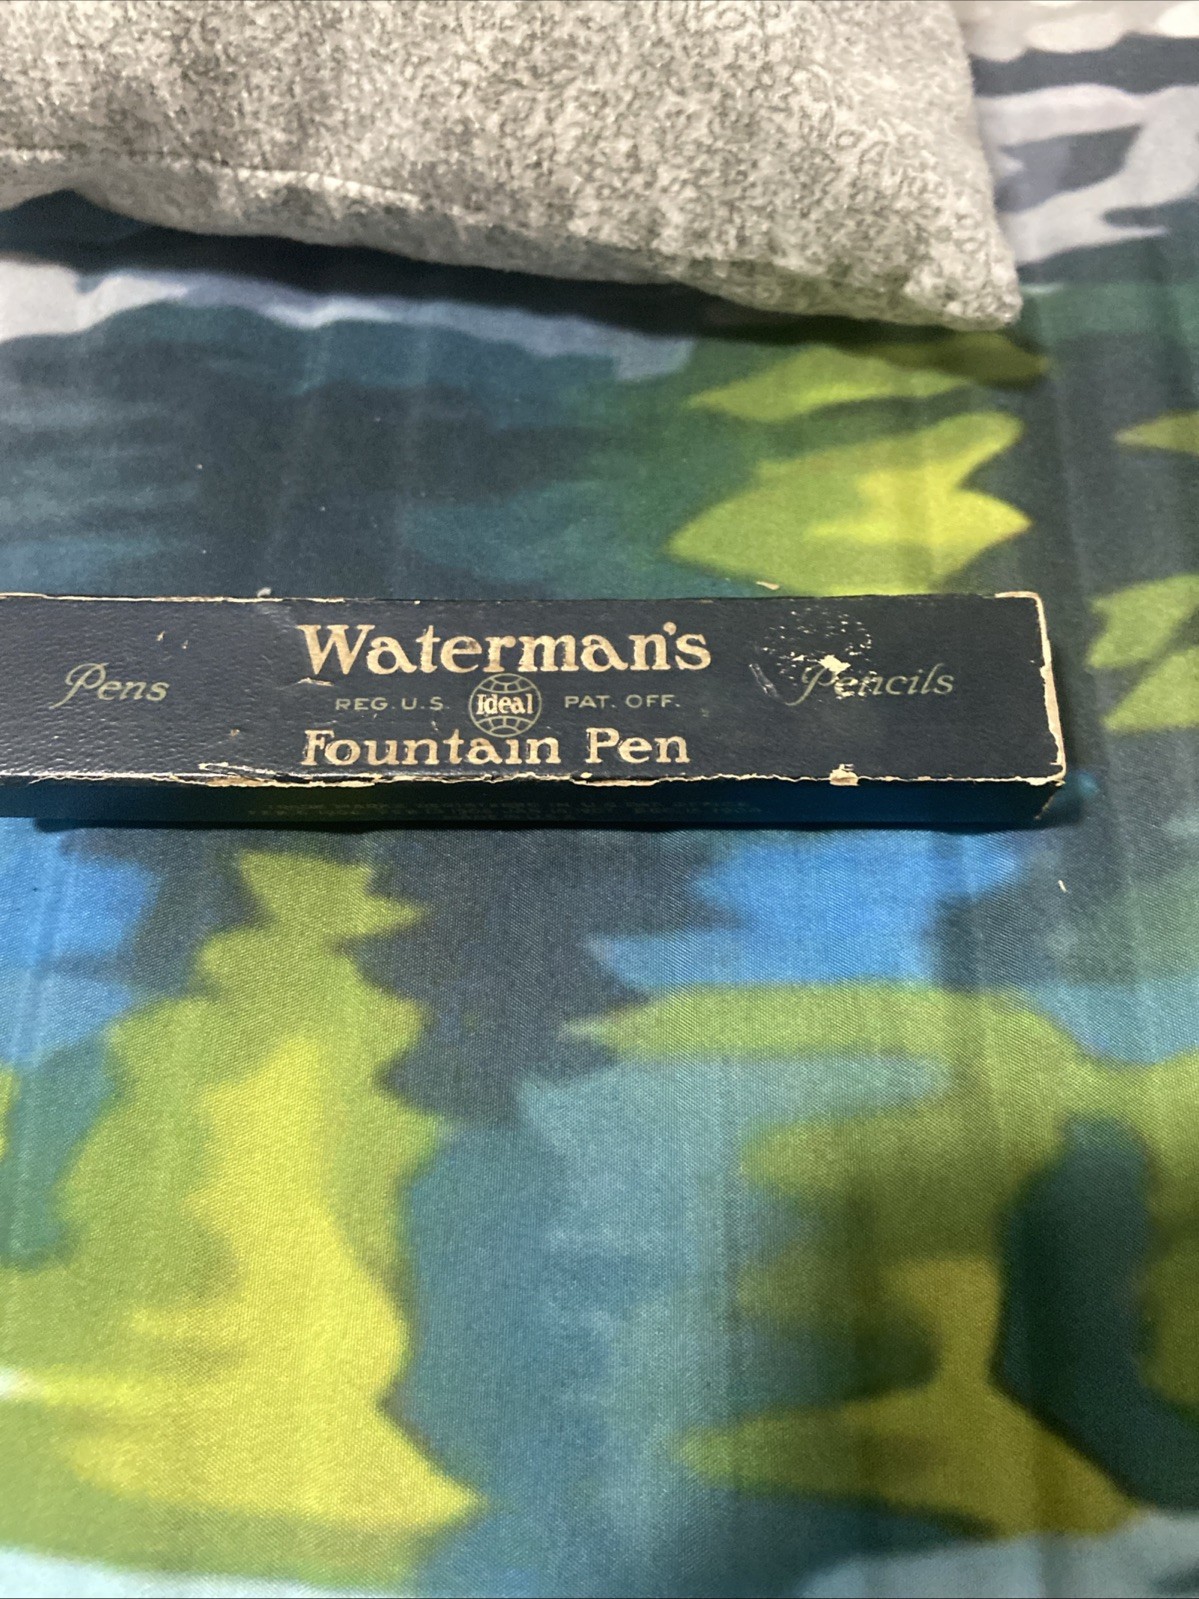 Waterman's
Pens
REG. U.S. Ideal PAT. OFF.
Pencils
Fountain Pen